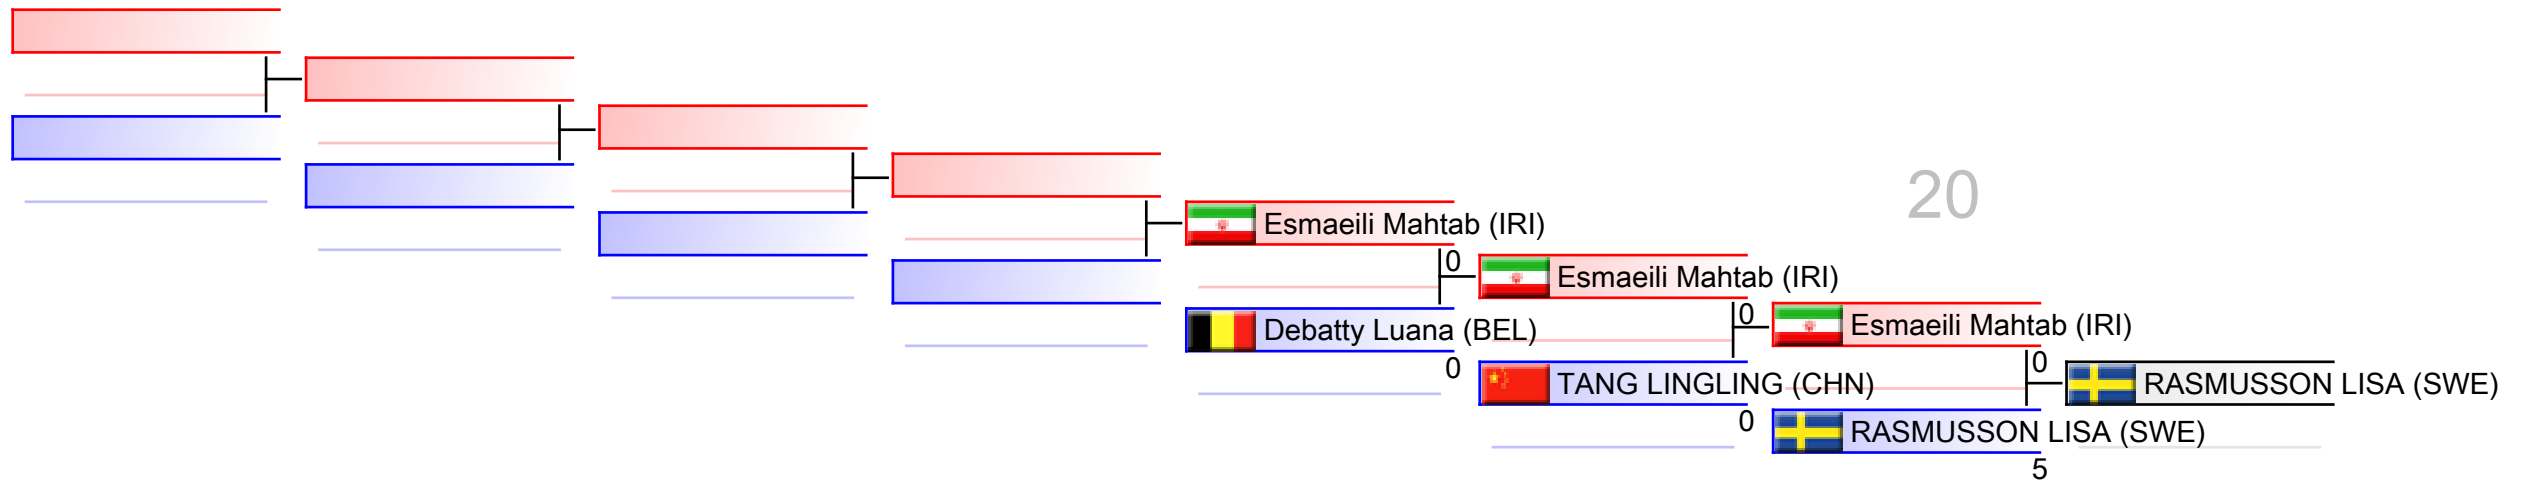 20
Esmaeili Mahtab (IRI)
0
Esmaeili Mahtab (IRI)
0
Esmaeili Mahtab (IRI)
Debatty Luana (BEL)
0
0
RASMUSSON LISA (SWE)
TANG LINGLING (CHN)
0
RASMUSSON LISA (SWE)
5